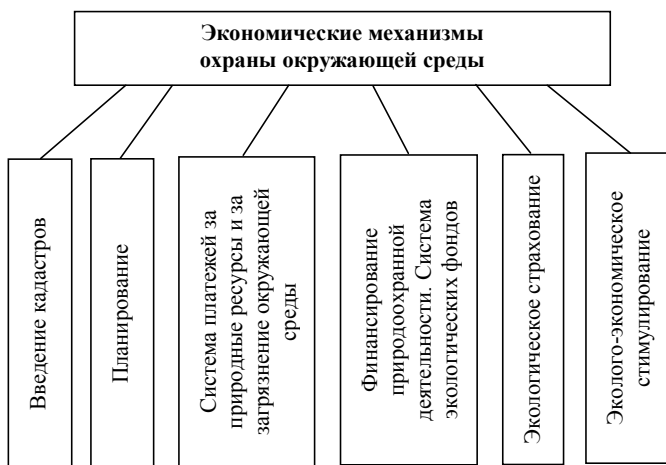 Экономические механизмы
охраны окружающей среды
Введение кадастров
Планирование
Система платежей за
природные ресурсы и за
загрязнение окружающей
среды
Финансирование
природоохранной
деятельности. Система
экологических фондов
Экологическое страхование
Эколого-экономическое
стимулирование